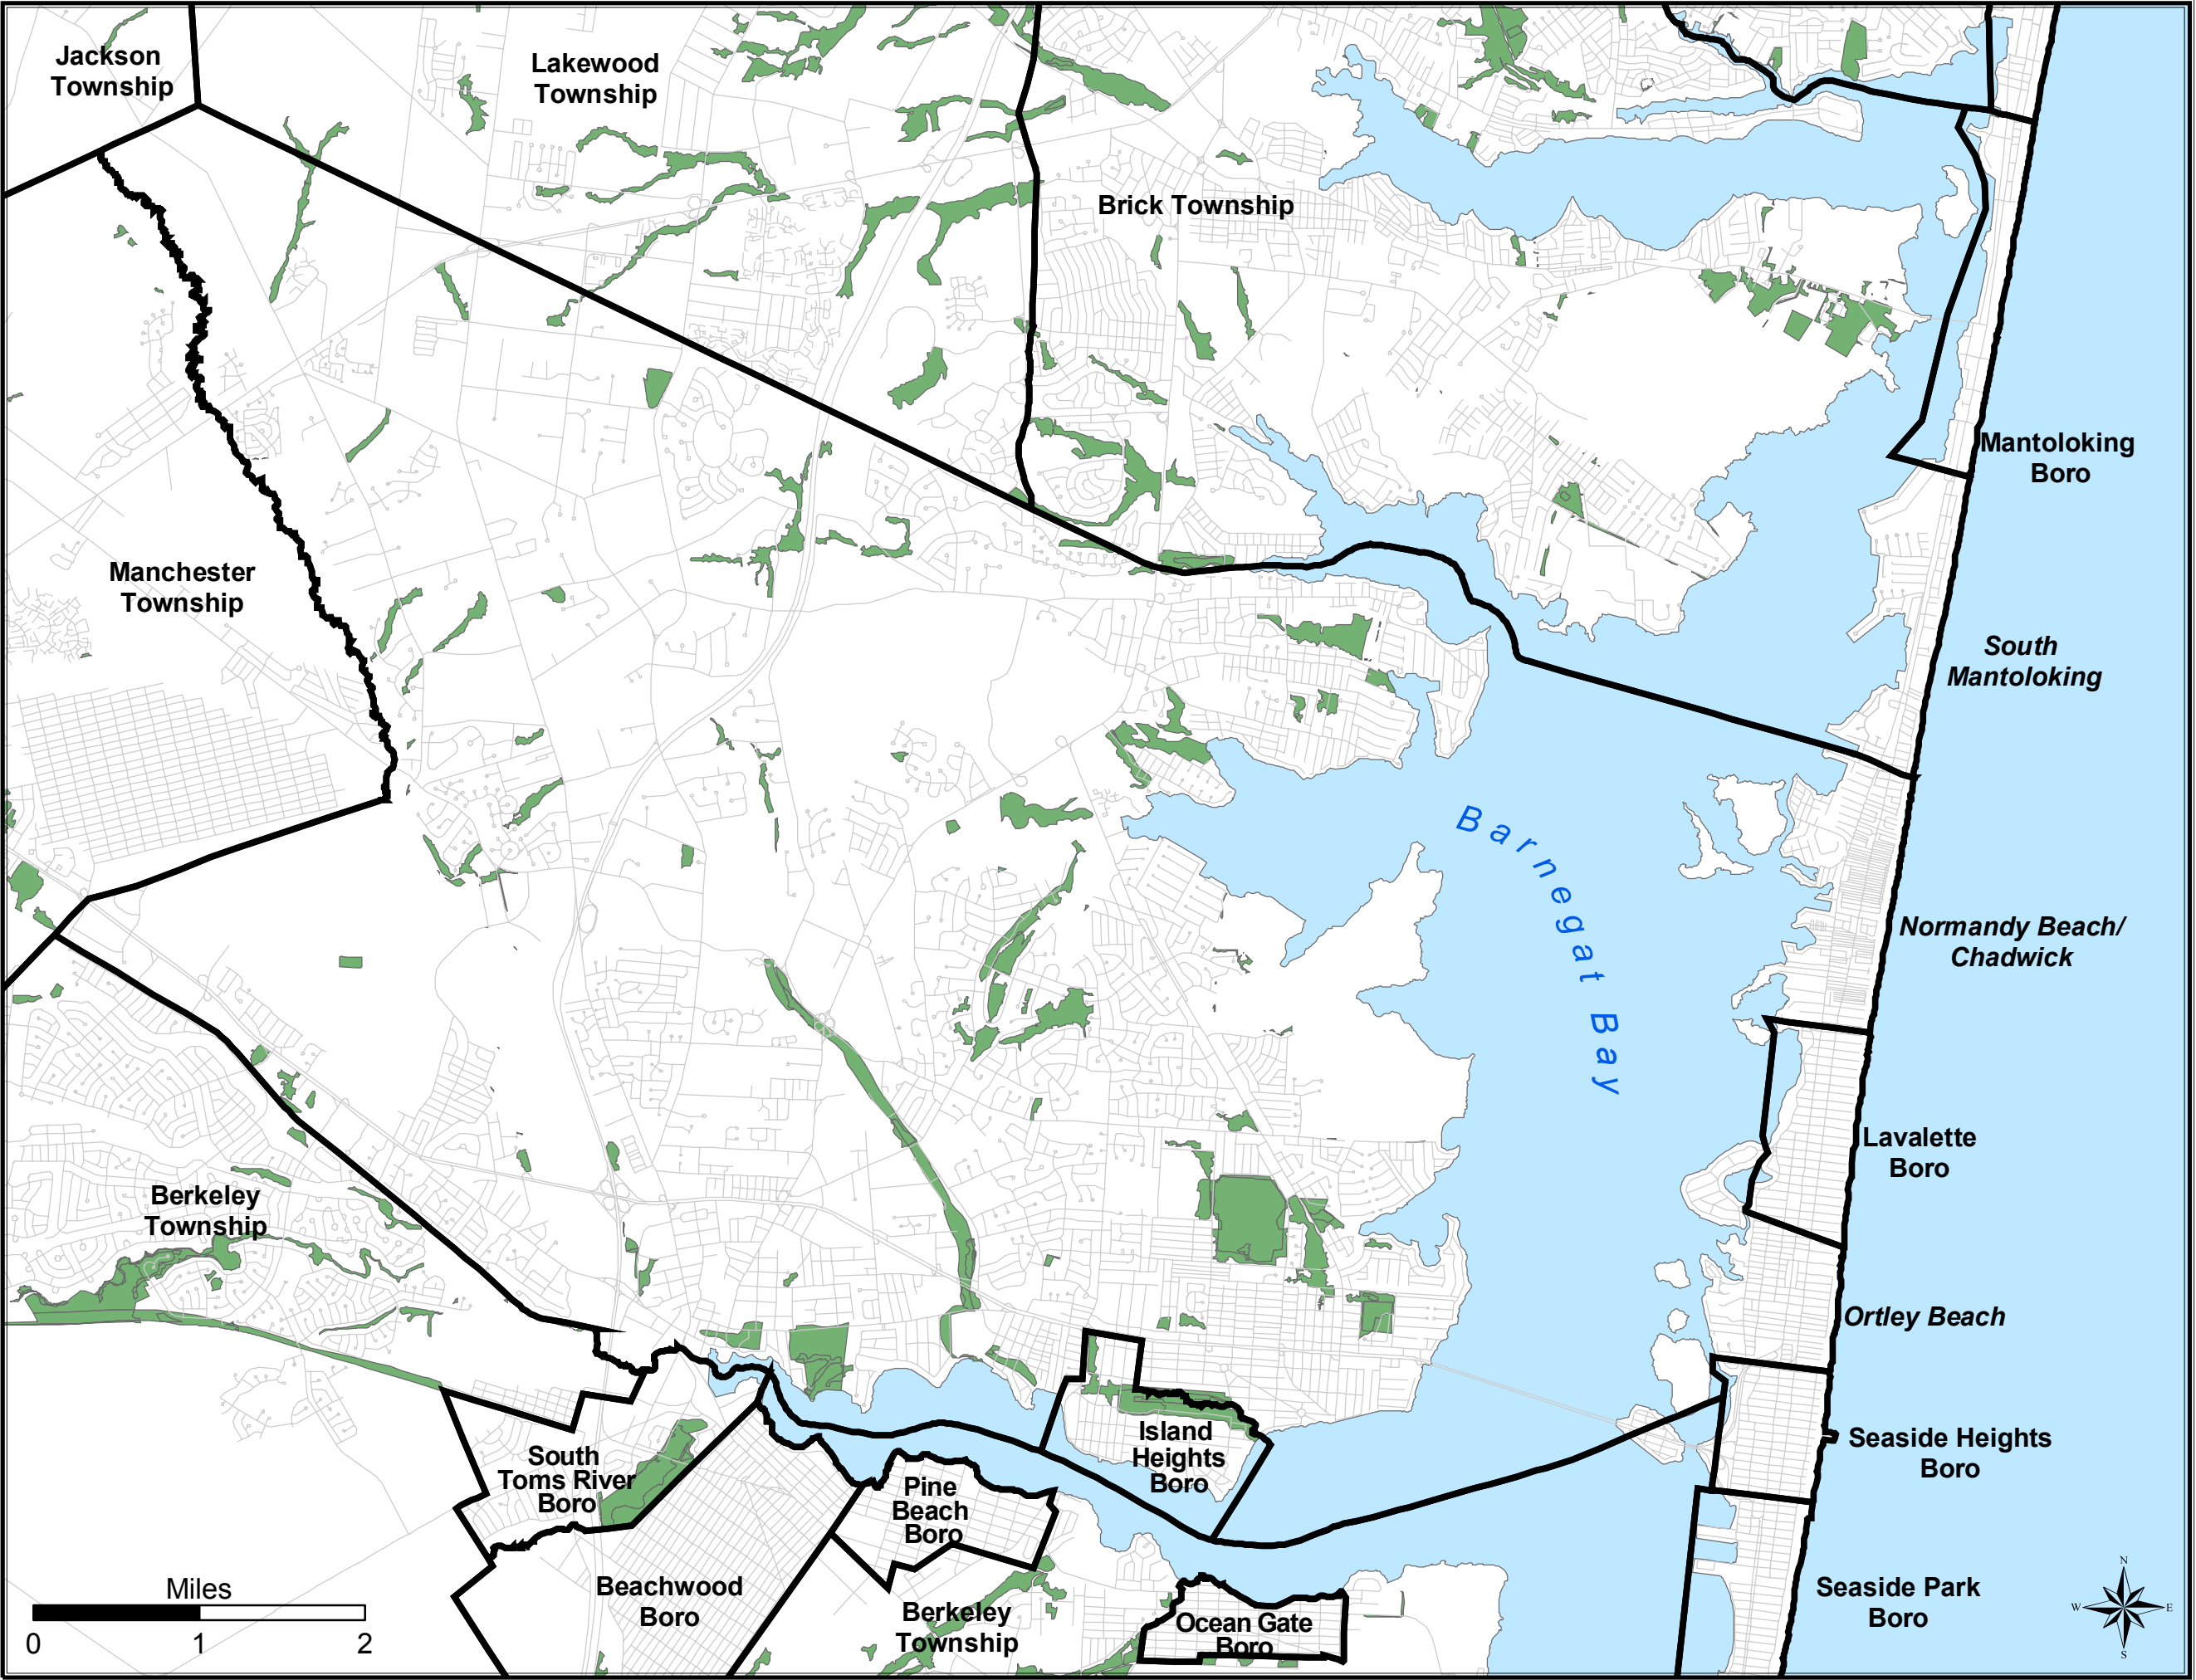 Jackson
Township
Lakewood
Township
Brick Township
Mantoloking
Boro
Manchester
Township
South
Mantoloking
Barnegat Bay
Normandy Beach/
Chadwick
Lavalette
Boro
Berkeley
Township
Ortley Beach
Island
Heights
Boro
Seaside Heights
Boro
South
Toms River
Boro
Pine
Beach
Boro
Beachwood
Boro
Berkeley
Township
Ocean Gate
Boro
Seaside Park
Boro
Miles
0 1 2
N
W E
S